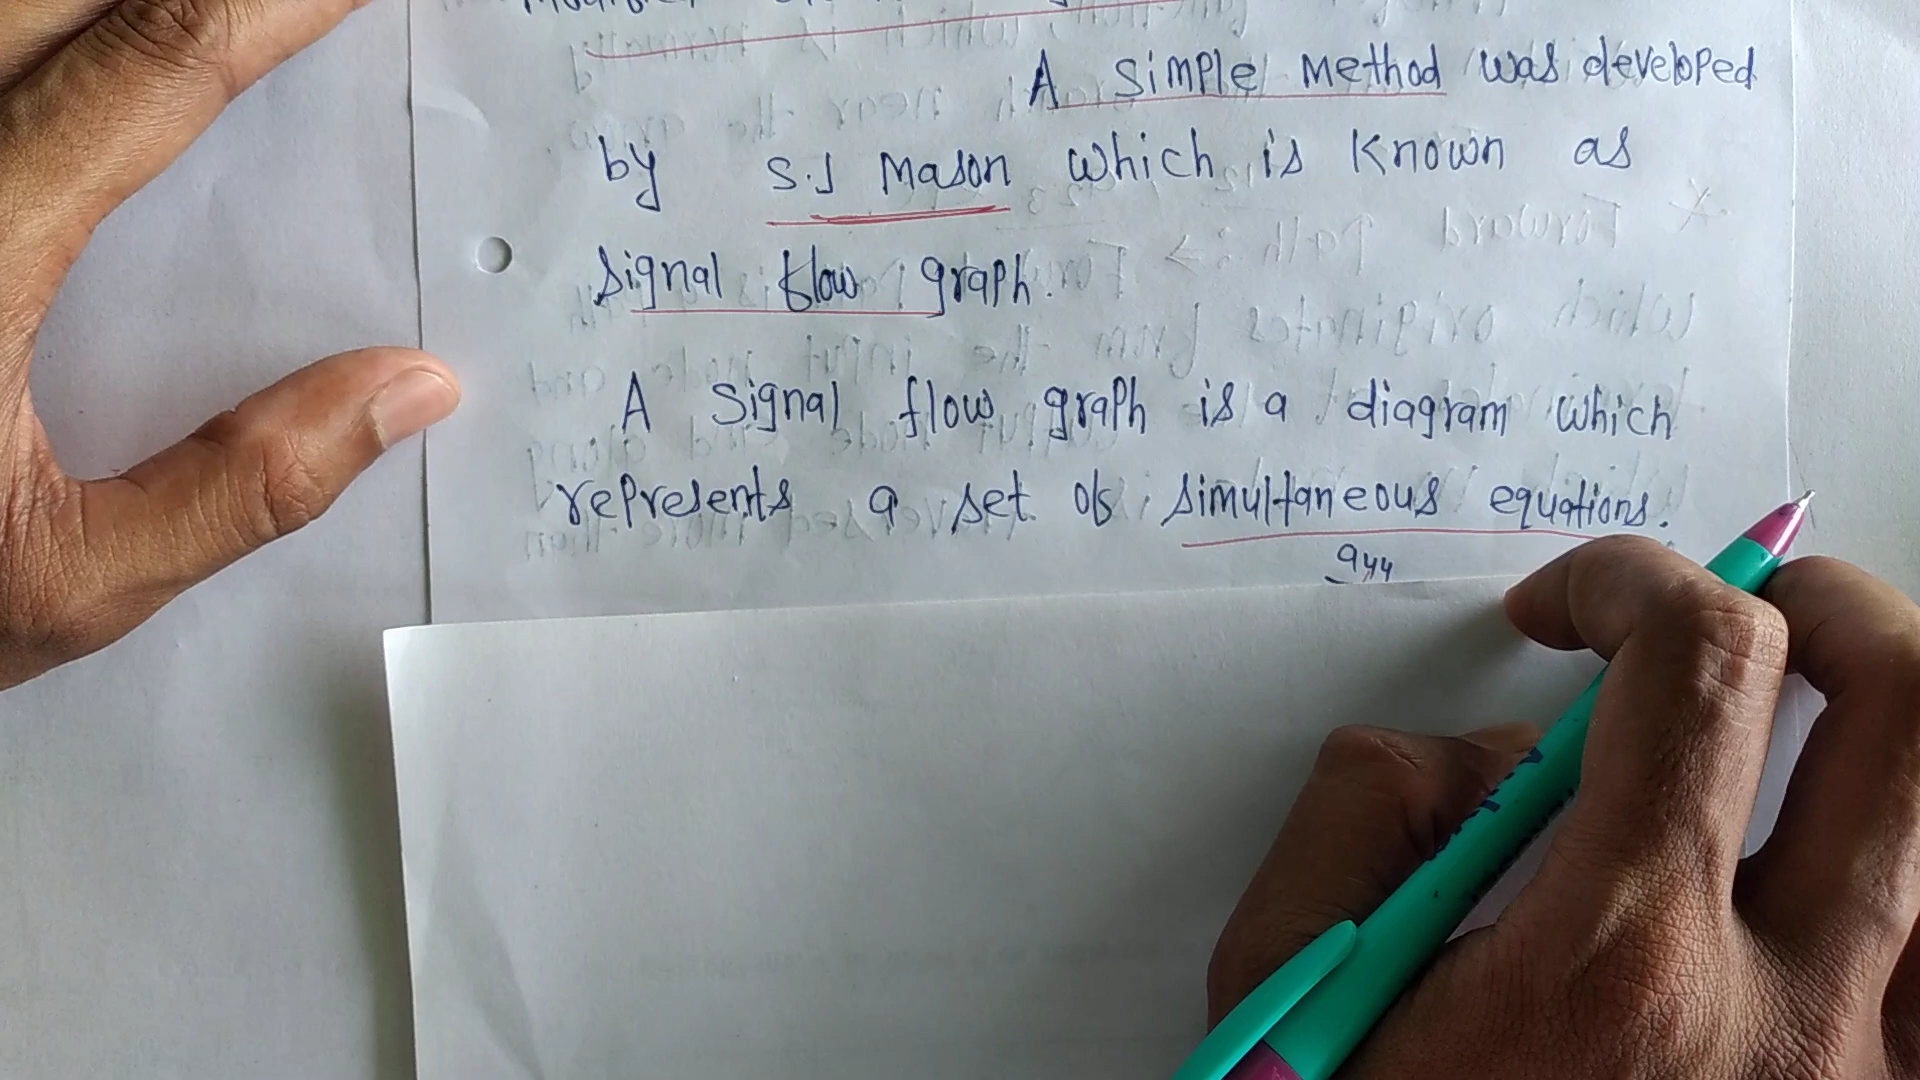 A Simple Method was developed
by S.J Mason which is known as
signal flow graph.
A signal flow graph is a diagram which
represents a set of simultaneous equations.
a44